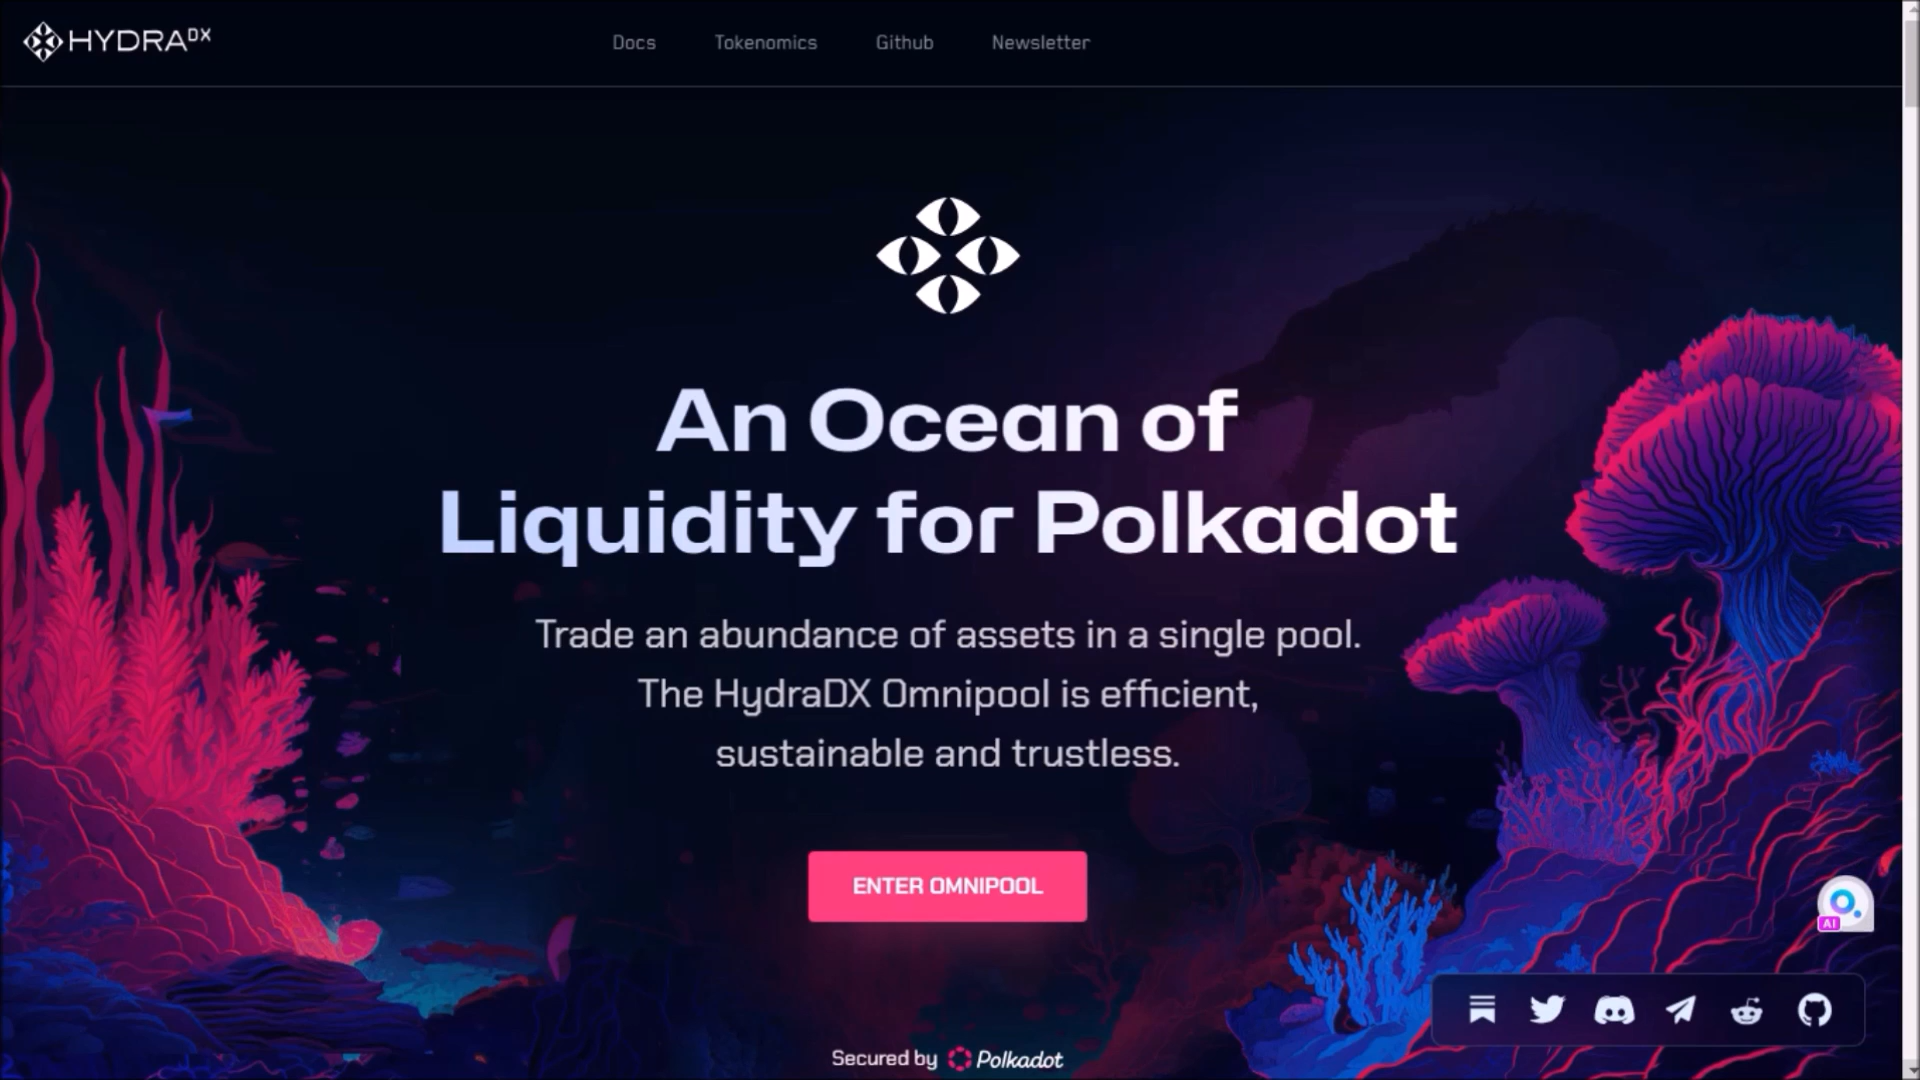 HYDRADX
Docs
Tokenomics
Github
Newsletter
An Ocean of
Liquidity for Polkadot
Trade an abundance of assets in a single pool.
The HydraDX Omnipool is efficient,
sustainable and trustless.
ENTER OMNIPOOL
AI
Secured by Polkadot